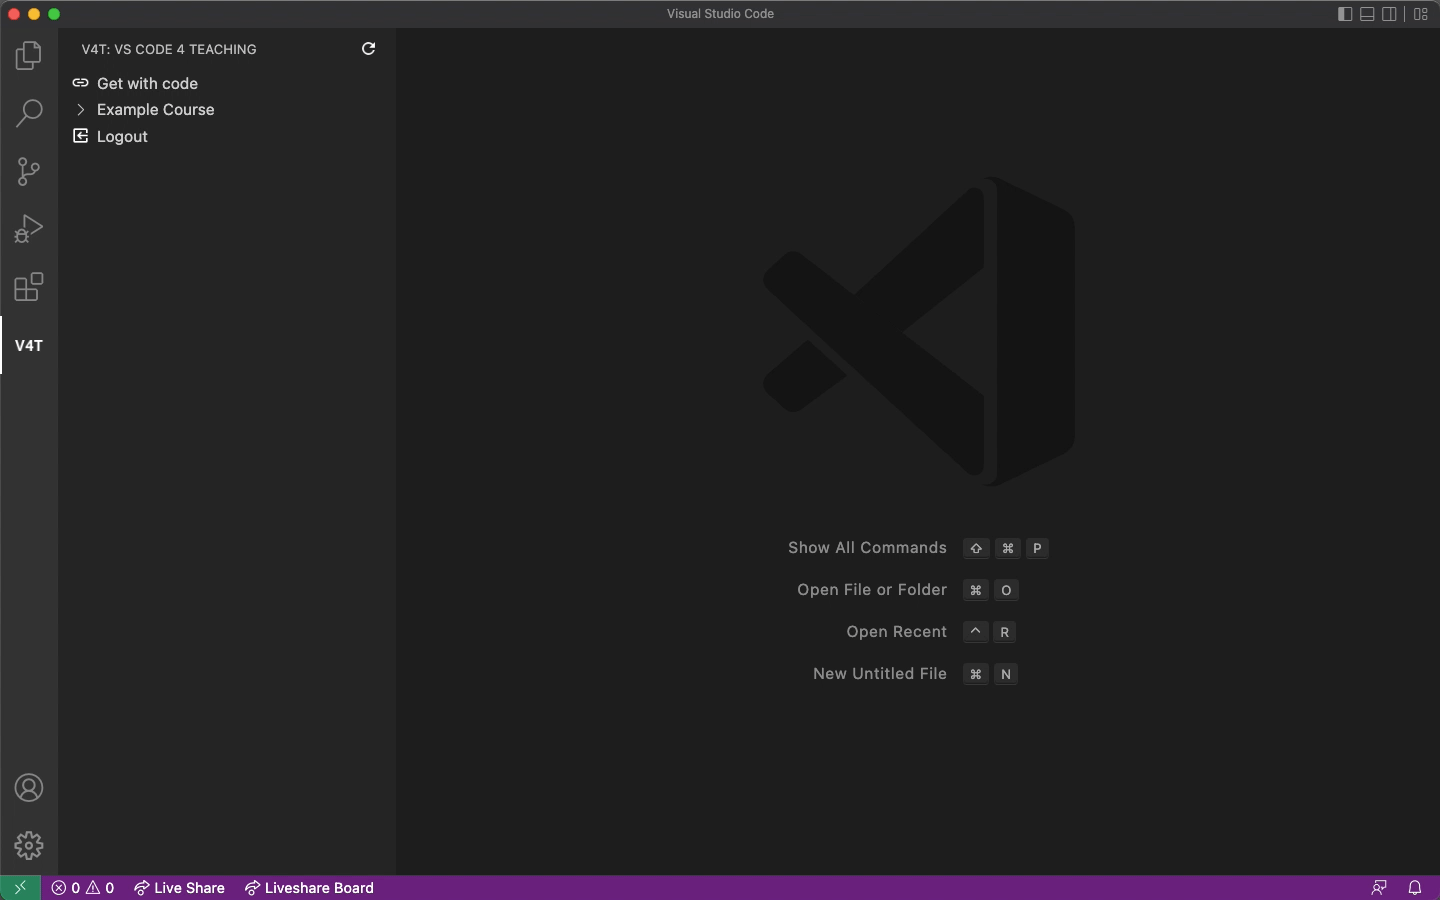 Visual Studio Code
V4T: VS CODE 4 TEACHING
Get with code
Example Course
Logout
V4T
Show All Commands ⇧ ⌘ P
Open File or Folder ⌘ O
Open Recent ^ R
New Untitled File ⌘ N
0 0 Live Share Liveshare Board